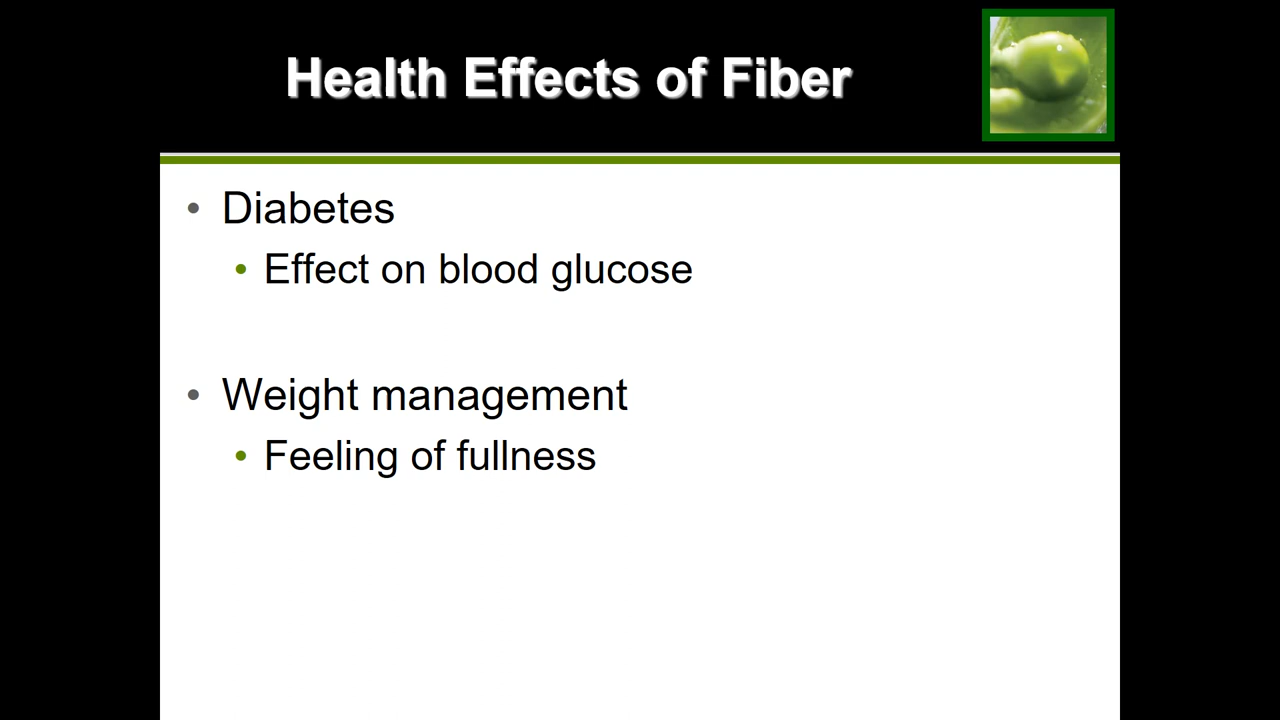 Health Effects of Fiber
• Diabetes
• Effect on blood glucose
• Weight management
• Feeling of fullness